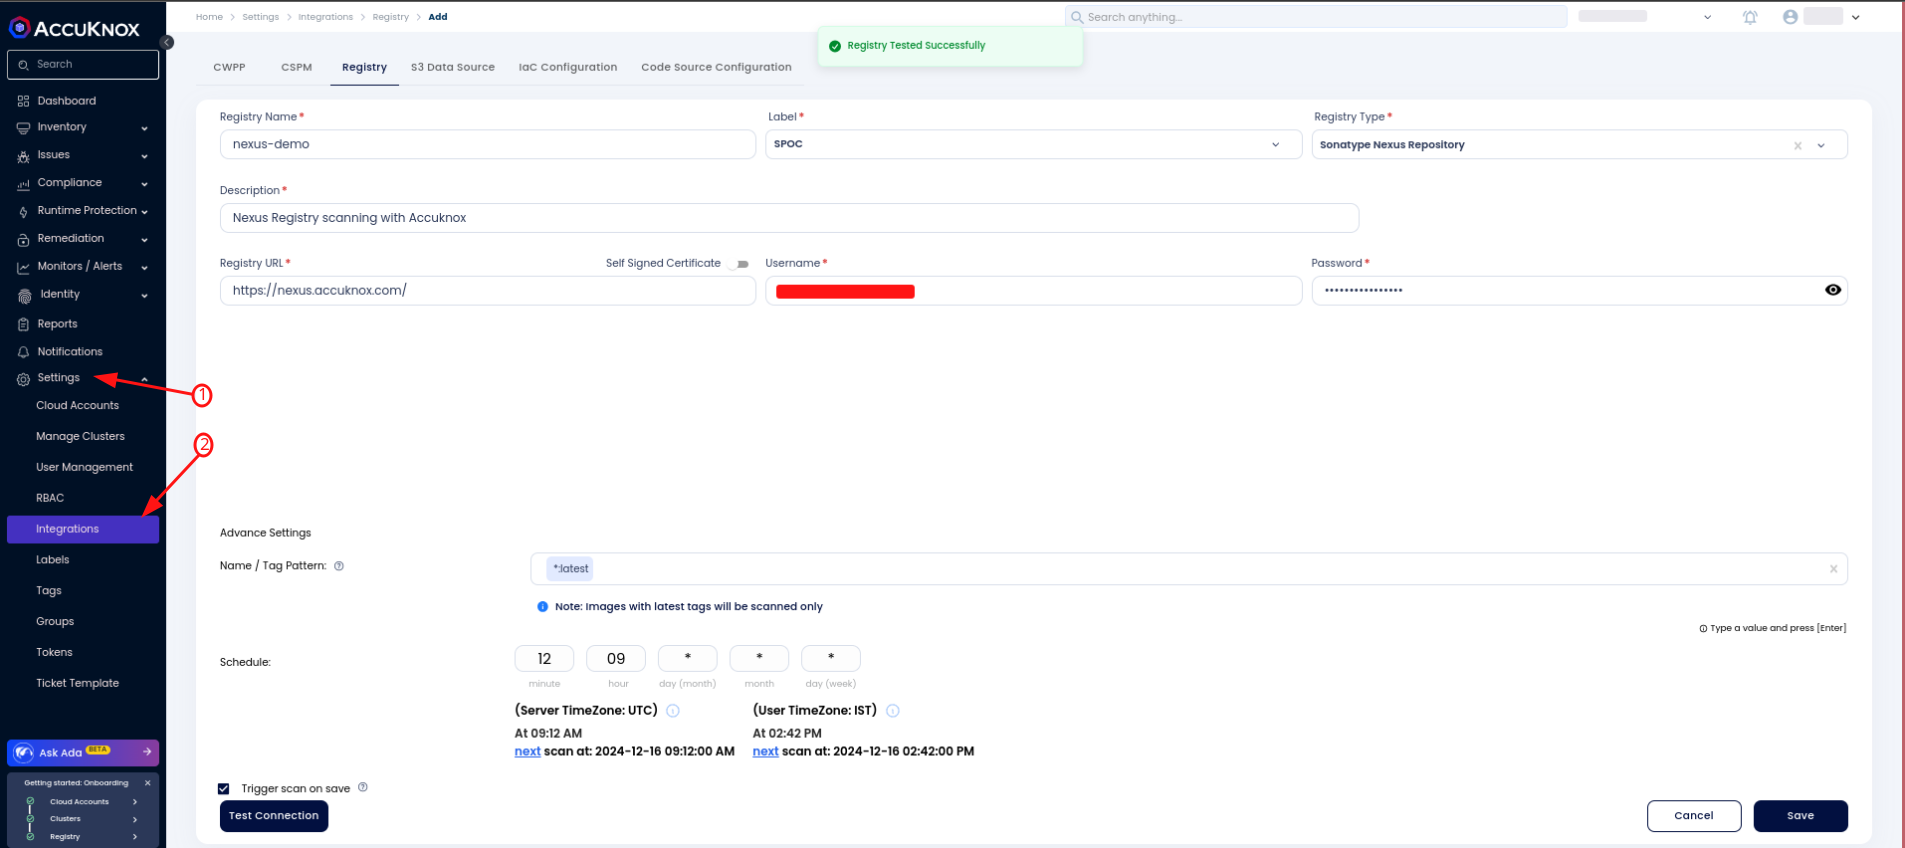 ACCUKNOX
Search
Dashboard
Inventory
Issues
Compliance
Runtime Protection
Remediation
Monitors / Alerts
Identity
Reports
Notifications
Settings
1
Cloud Accounts
Manage Clusters
2
User Management
RBAC
Integrations
Labels
Tags
Groups
Tokens
Ticket Template
Ask Ada BETA
Getting started: Onboarding
Cloud Accounts
Clusters
Registry
Home > Settings > Integrations > Registry > Add
Search anything...
Registry Tested Successfully
CWPP CSPM Registry S3 Data Source IaC Configuration Code Source Configuration
Registry Name* Label* Registry Type*
nexus-demo SPOC Sonatype Nexus Repository
Description*
Nexus Registry scanning with Accuknox
Registry URL* Self Signed Certificate Username* Password*
https://nexus.accuknox.com/ ••••••••••••••••
Advance Settings
Name / Tag Pattern: *:latest
Note: Images with latest tags will be scanned only
Type a value and press [Enter]
Schedule: 12 09 * * *
minute hour day (month) month day (week)
(Server TimeZone: UTC) (User TimeZone: IST)
At 09:12 AM At 02:42 PM
next scan at: 2024-12-16 09:12:00 AM next scan at: 2024-12-16 02:42:00 PM
Trigger scan on save
Test Connection Cancel Save